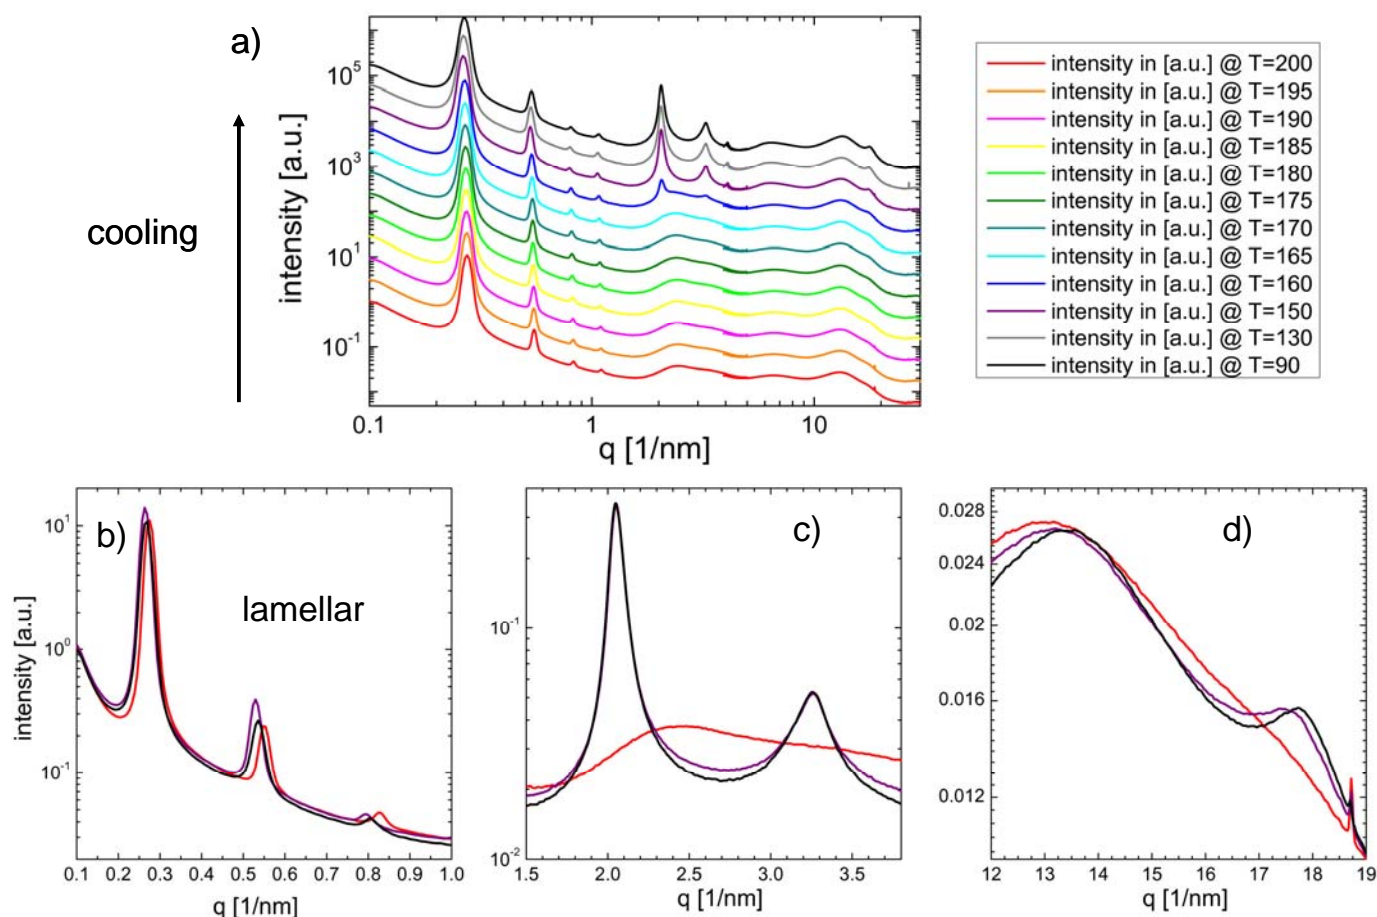 a)
cooling
intensity [a.u.]
10^5
10^3
10^1
10^-1
0.1
1
10
q [1/nm]
intensity in [a.u.] @ T=200
intensity in [a.u.] @ T=195
intensity in [a.u.] @ T=190
intensity in [a.u.] @ T=185
intensity in [a.u.] @ T=180
intensity in [a.u.] @ T=175
intensity in [a.u.] @ T=170
intensity in [a.u.] @ T=165
intensity in [a.u.] @ T=160
intensity in [a.u.] @ T=150
intensity in [a.u.] @ T=130
intensity in [a.u.] @ T=90
b)
lamellar
intensity [a.u.]
10^1
10^0
10^-1
0.1 0.2 0.3 0.4 0.5 0.6 0.7 0.8 0.9 1.0
q [1/nm]
c)
10^-1
10^-2
1.5 2.0 2.5 3.0 3.5
q [1/nm]
d)
0.028
0.024
0.02
0.016
0.012
12 13 14 15 16 17 18 19
q [1/nm]